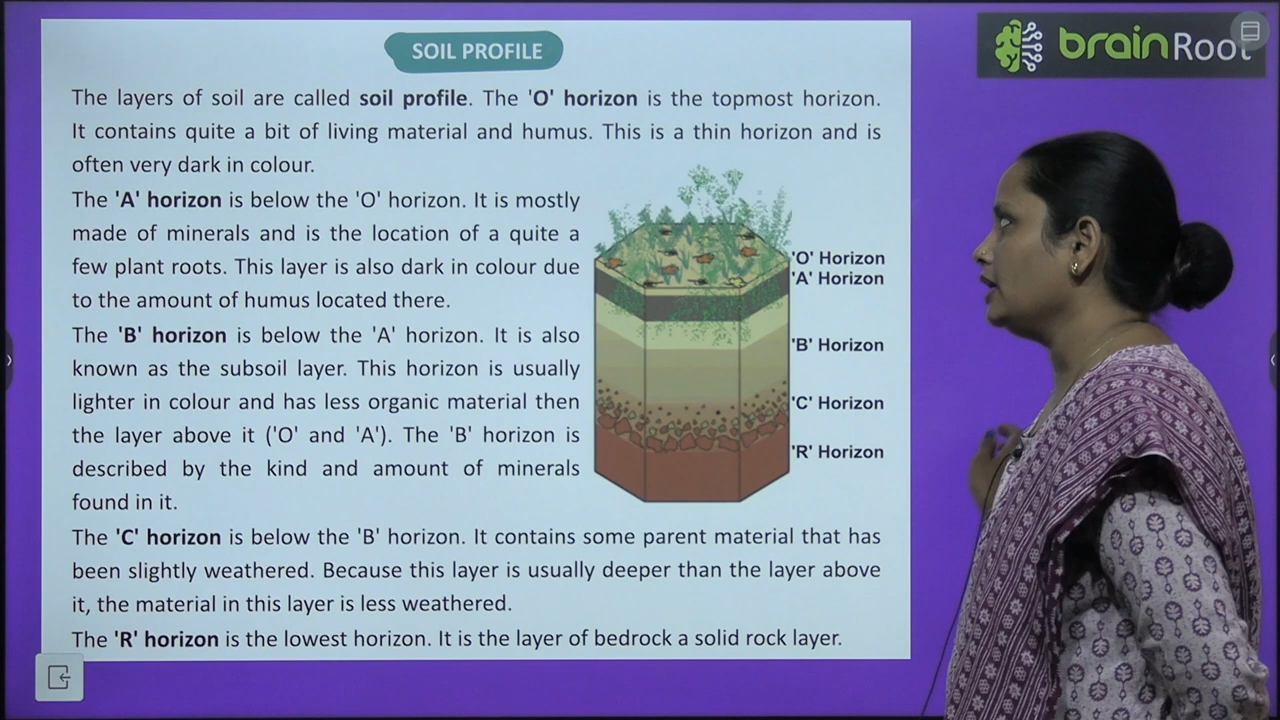 SOIL PROFILE
brainRoot
The layers of soil are called soil profile. The 'O' horizon is the topmost horizon.
It contains quite a bit of living material and humus. This is a thin horizon and is
often very dark in colour.
The 'A' horizon is below the 'O' horizon. It is mostly
made of minerals and is the location of a quite a
few plant roots. This layer is also dark in colour due
to the amount of humus located there.
The 'B' horizon is below the 'A' horizon. It is also
known as the subsoil layer. This horizon is usually
lighter in colour and has less organic material then
the layer above it ('O' and 'A'). The 'B' horizon is
described by the kind and amount of minerals
found in it.
'O' Horizon
'A' Horizon
'B' Horizon
'C' Horizon
'R' Horizon
The 'C' horizon is below the 'B' horizon. It contains some parent material that has
been slightly weathered. Because this layer is usually deeper than the layer above
it, the material in this layer is less weathered.
The 'R' horizon is the lowest horizon. It is the layer of bedrock a solid rock layer.